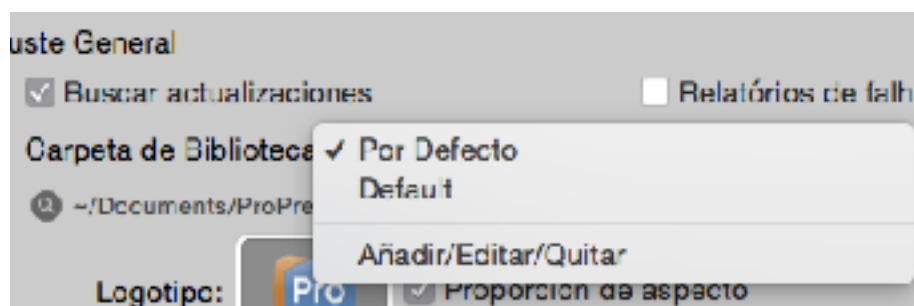 uste General
Buscar actualizaciones Relatórios de falh
Carpeta de Biblioteca ✓ Por Defecto
Default
~/Documents/ProPre
Añadir/Editar/Quitar
Logotipo: Pro Proporción de aspecto